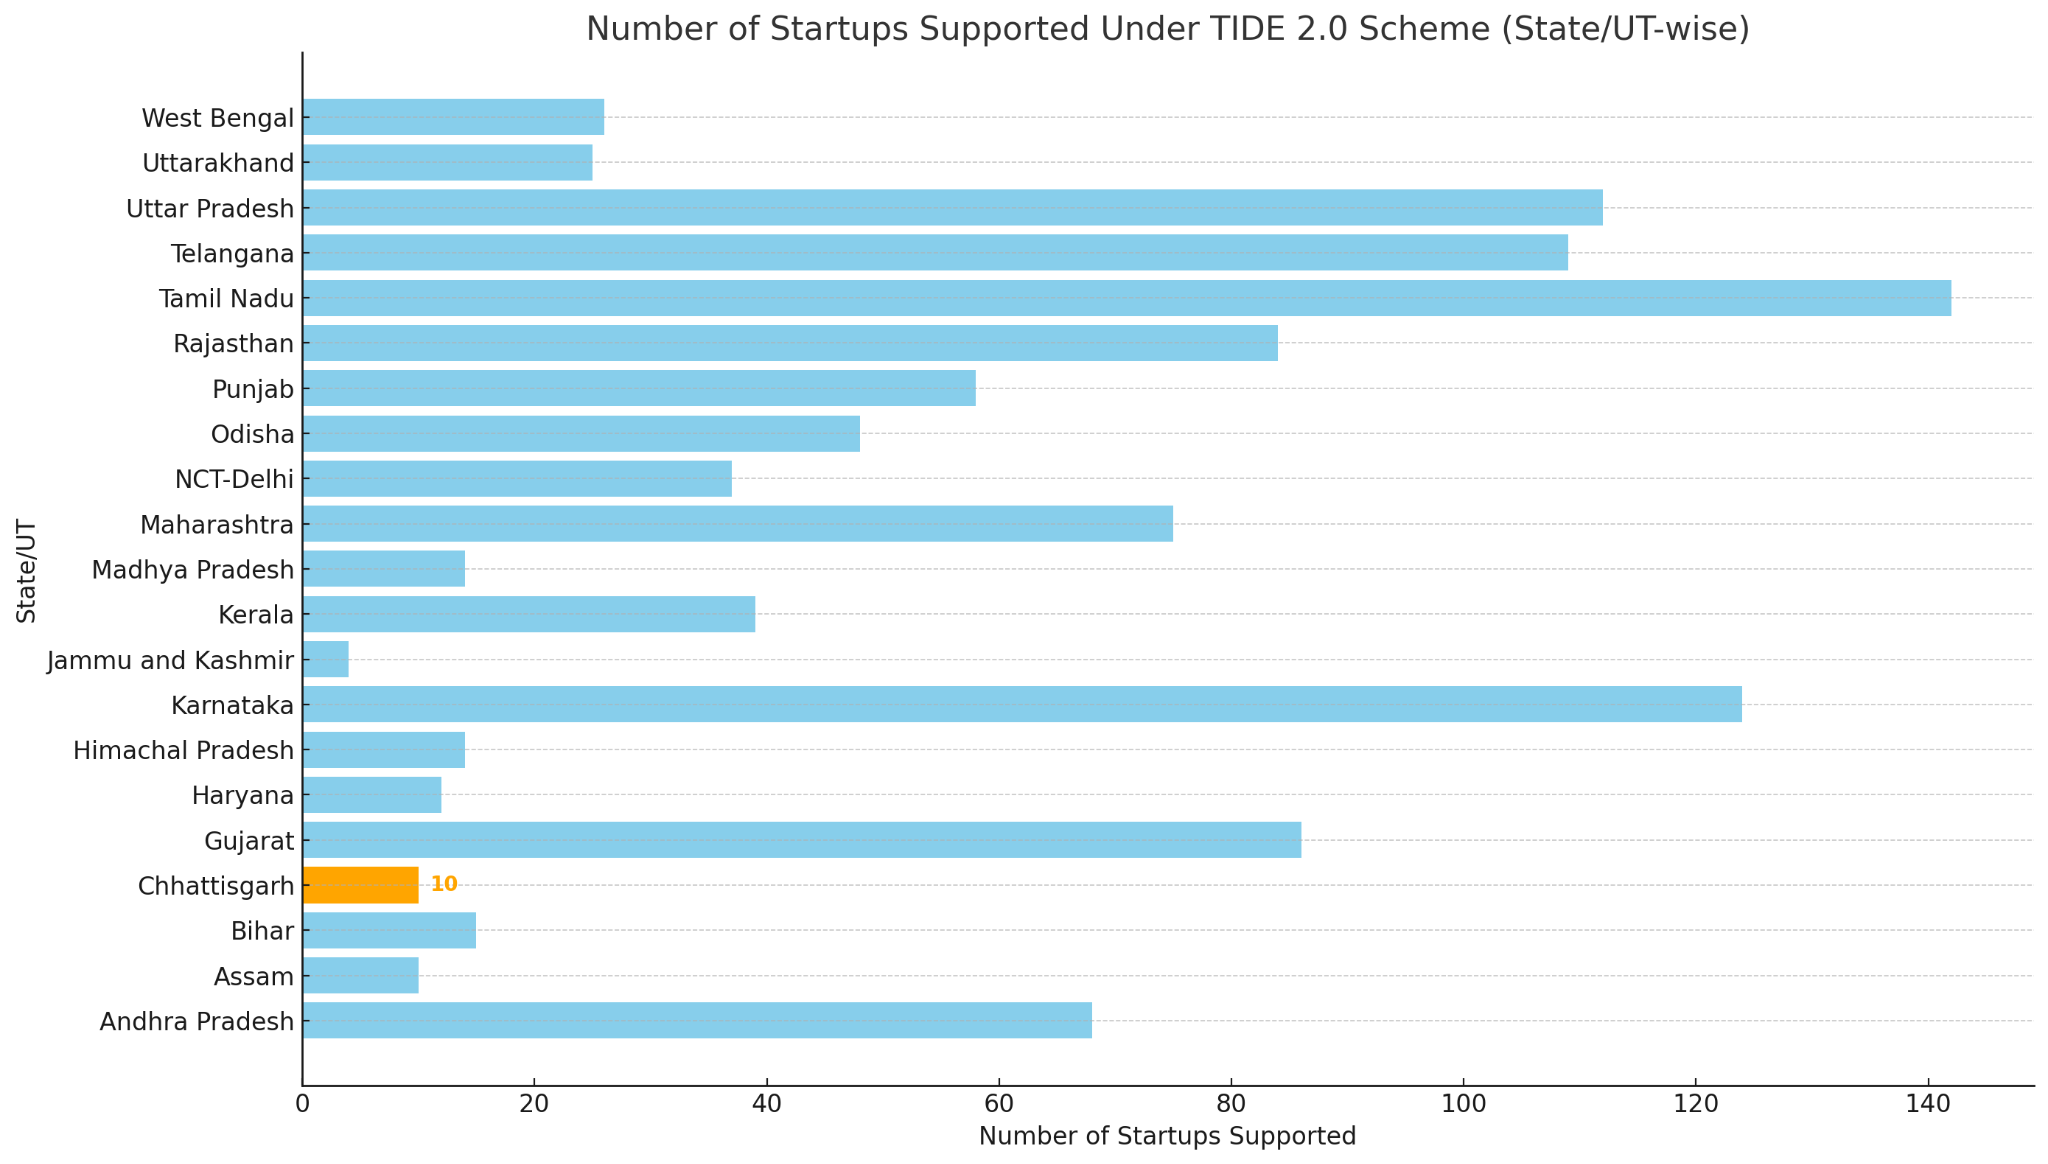 Number of Startups Supported Under TIDE 2.0 Scheme (State/UT-wise)
State/UT
West Bengal
Uttarakhand
Uttar Pradesh
Telangana
Tamil Nadu
Rajasthan
Punjab
Odisha
NCT-Delhi
Maharashtra
Madhya Pradesh
Kerala
Jammu and Kashmir
Karnataka
Himachal Pradesh
Haryana
Gujarat
Chhattisgarh 10
Bihar
Assam
Andhra Pradesh
0 20 40 60 80 100 120 140
Number of Startups Supported